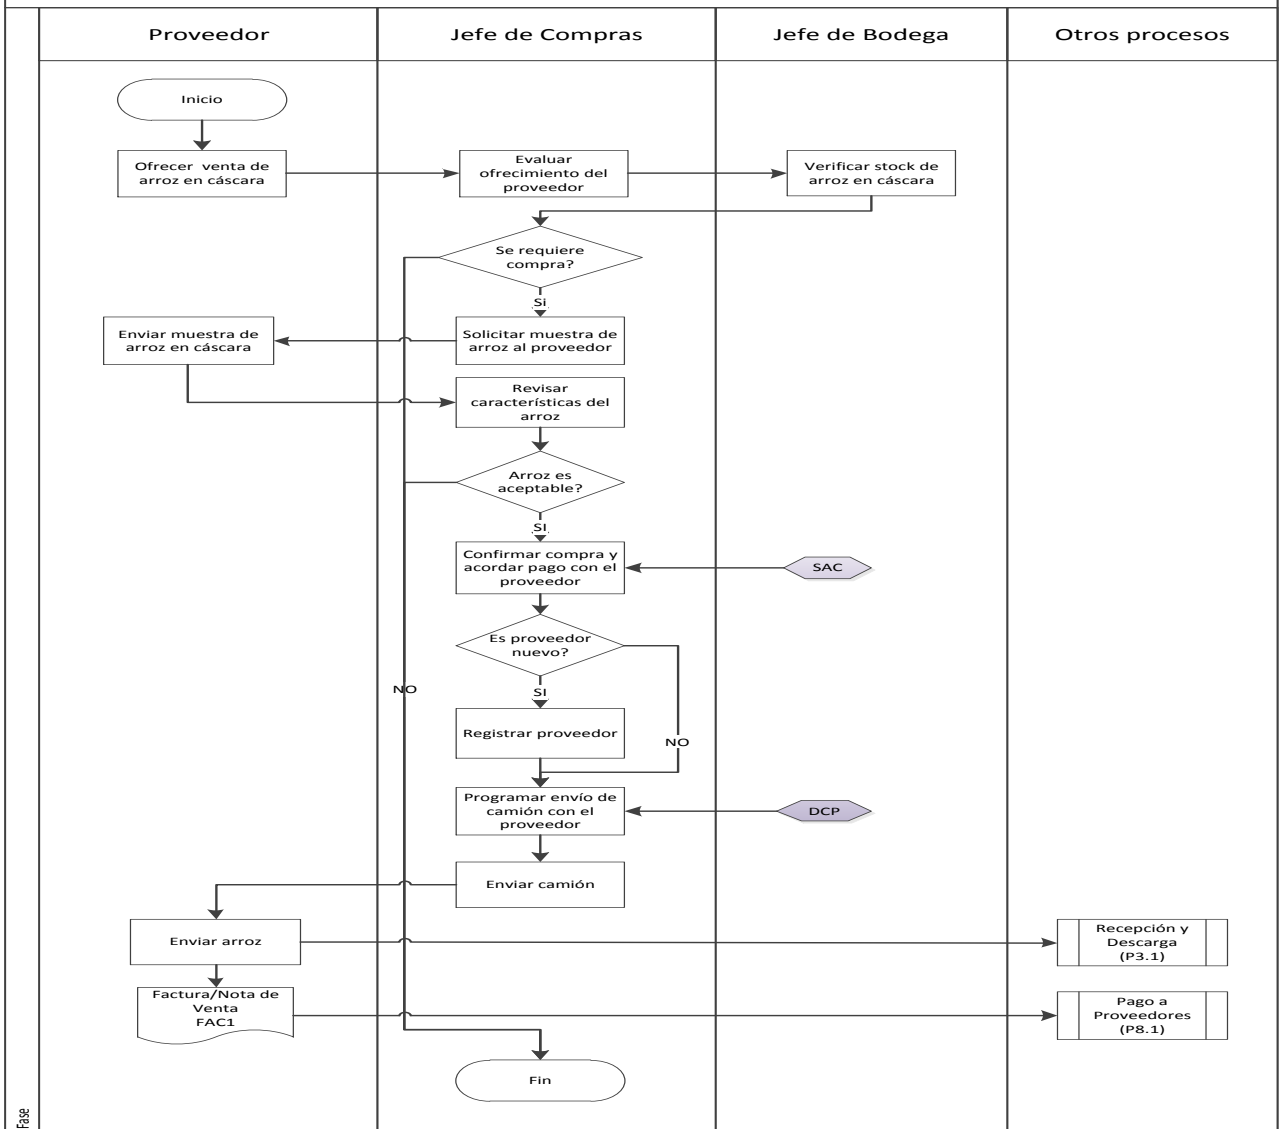 Proveedor
Jefe de Compras
Jefe de Bodega
Otros procesos
Inicio
Ofrecer venta de
arroz en cáscara
Evaluar
ofrecimiento del
proveedor
Verificar stock de
arroz en cáscara
Se requiere
compra?
Si
Enviar muestra de
arroz en cáscara
Solicitar muestra de
arroz al proveedor
Revisar
características del
arroz
Arroz es
aceptable?
SI
Confirmar compra y
acordar pago con el
proveedor
SAC
Es proveedor
nuevo?
NO
SI
Registrar proveedor
NO
Programar envío de
camión con el
proveedor
DCP
Enviar camión
Enviar arroz
Recepción y
Descarga
(P3.1)
Factura/Nota de
Venta
FAC1
Pago a
Proveedores
(P8.1)
Fin
Fase